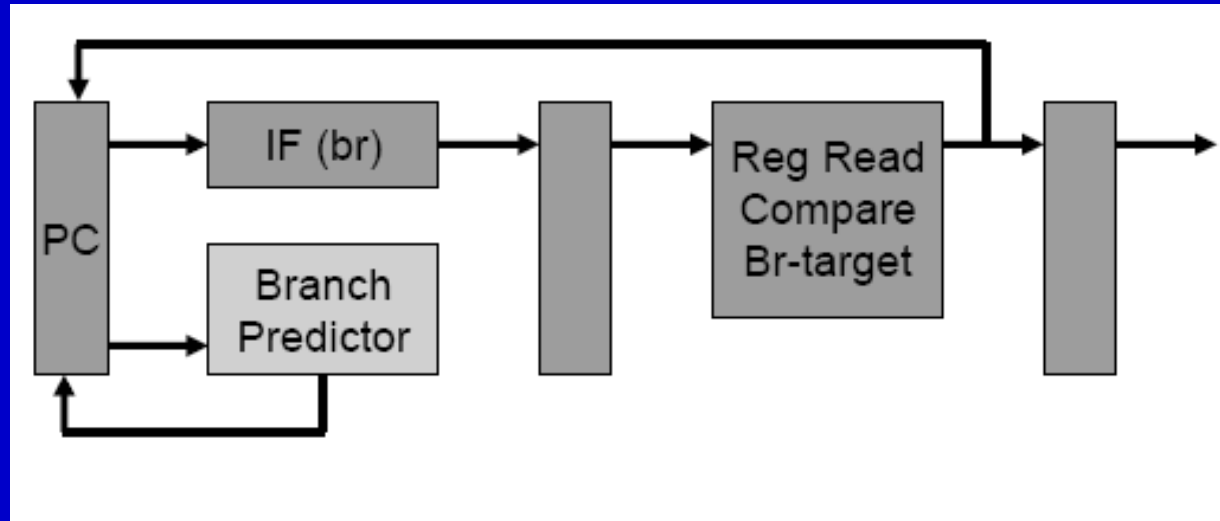 PC
IF (br)
Branch
Predictor
Reg Read
Compare
Br-target